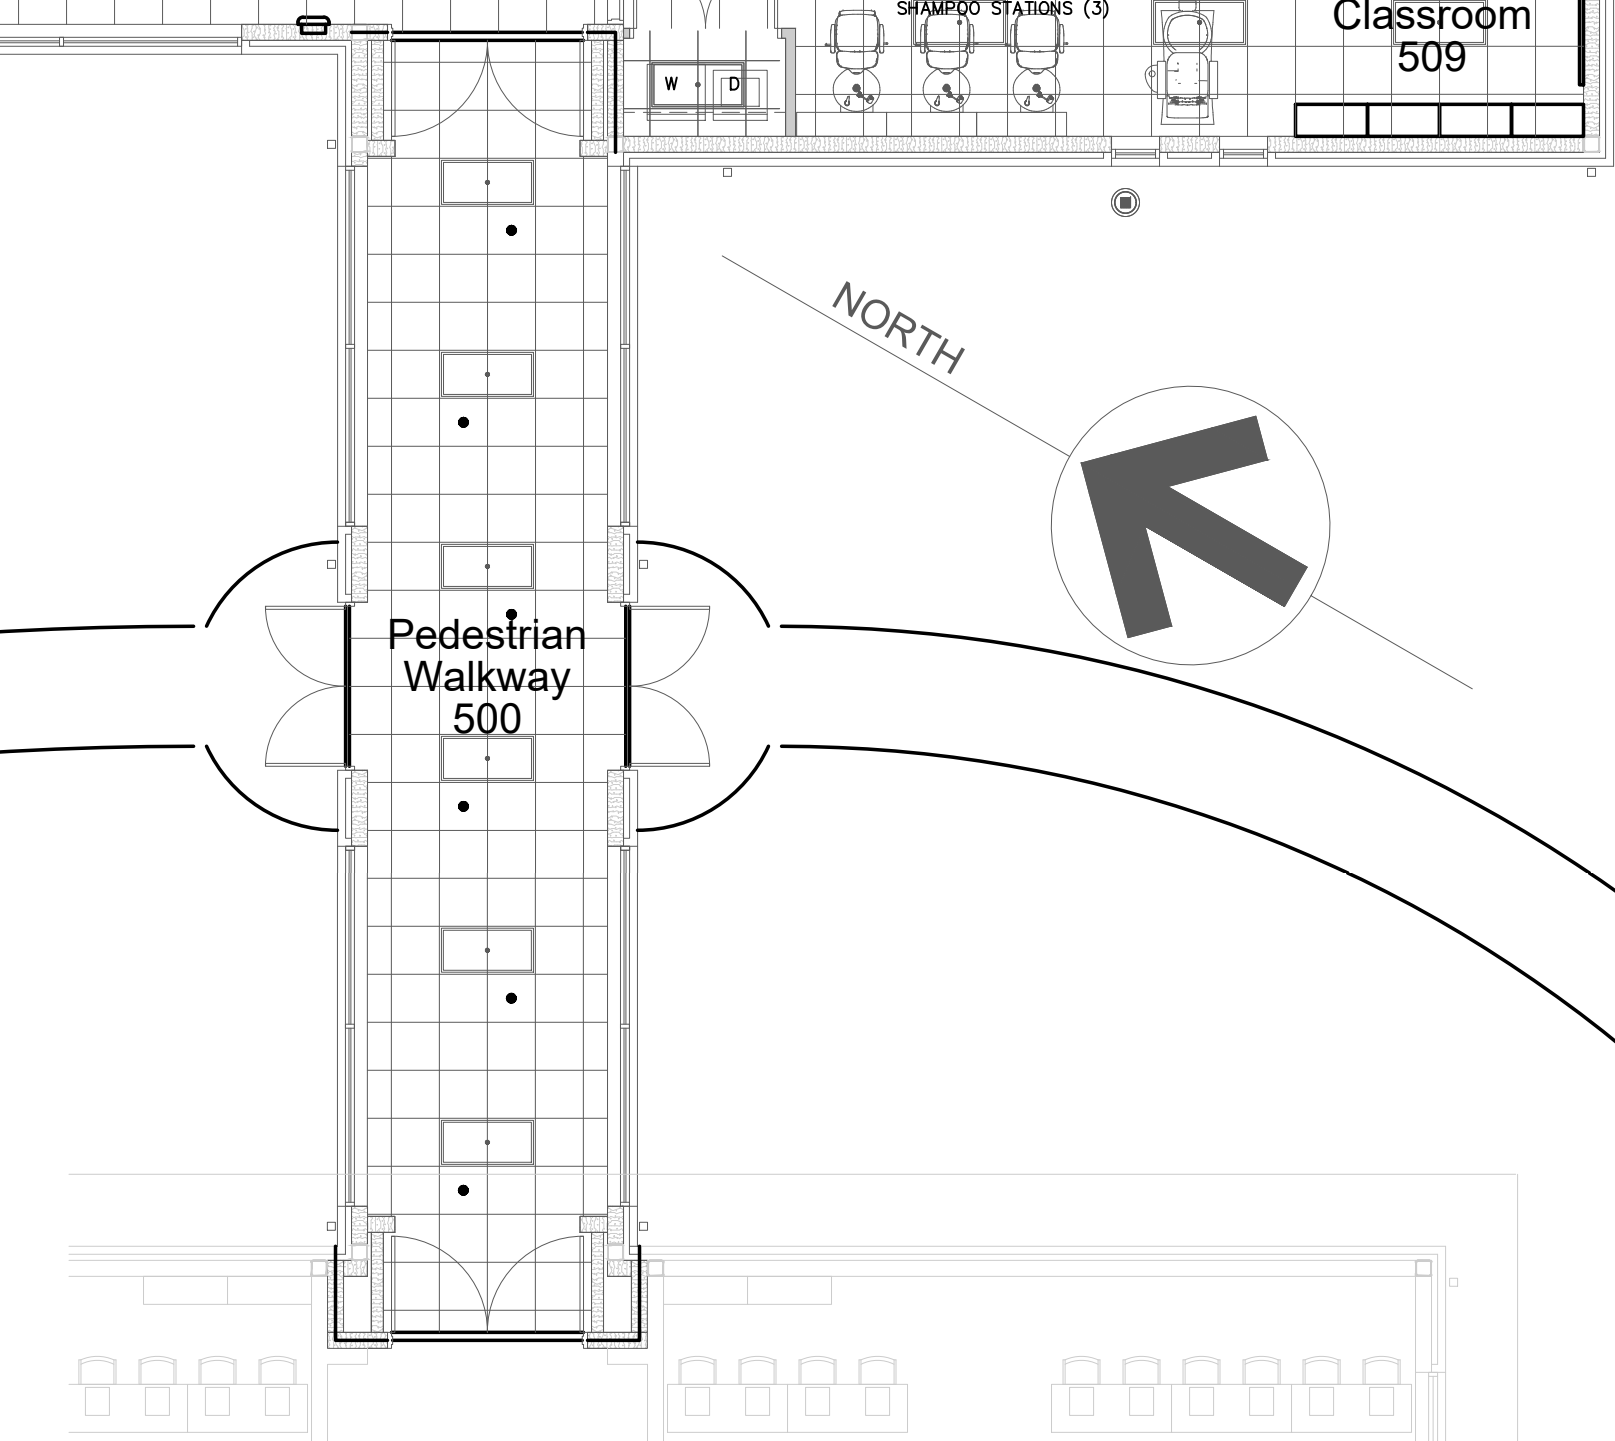 SHAMPOO STATIONS (3)
Classroom
509
W
D
NORTH
Pedestrian
Walkway
500